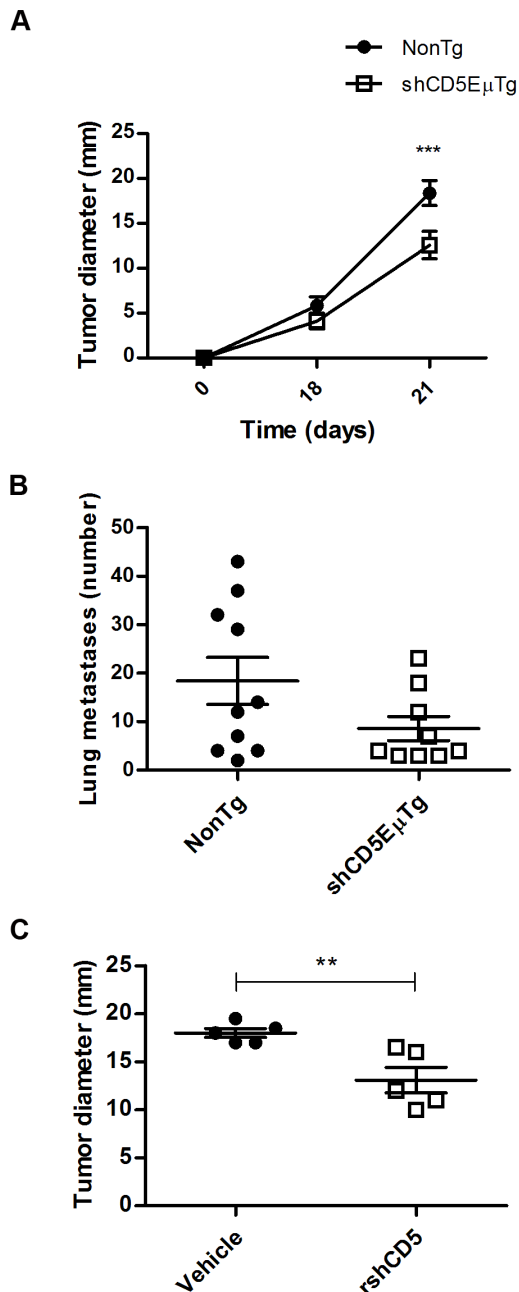 A
NonTg
shCD5EμTg
25
20
15
10
5
0
***
0
18
21
Tumor diameter (mm)
Time (days)
B
50
40
30
20
10
0
Lung metastases (number)
NonTg
shCD5EμTg
C
25
20
15
10
5
0
**
Tumor diameter (mm)
Vehicle
rshCD5